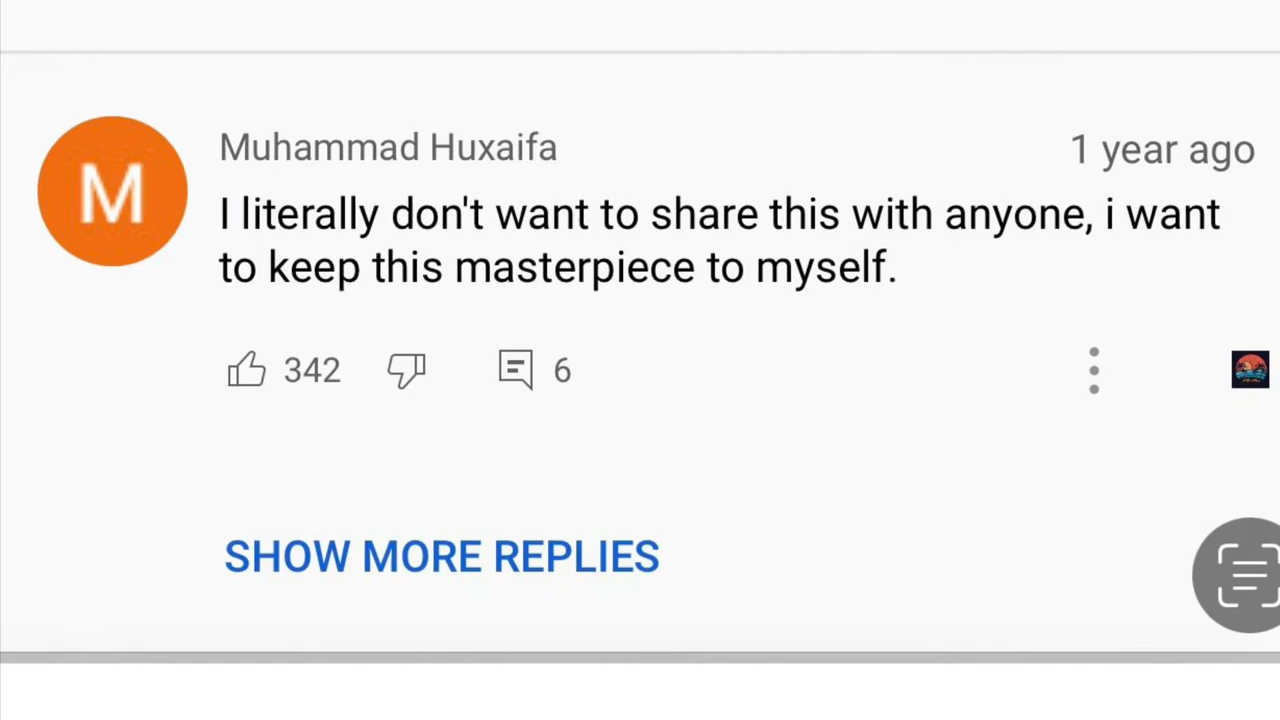 M
Muhammad Huxaifa
1 year ago
I literally don't want to share this with anyone, i want
to keep this masterpiece to myself.
342
6
SHOW MORE REPLIES